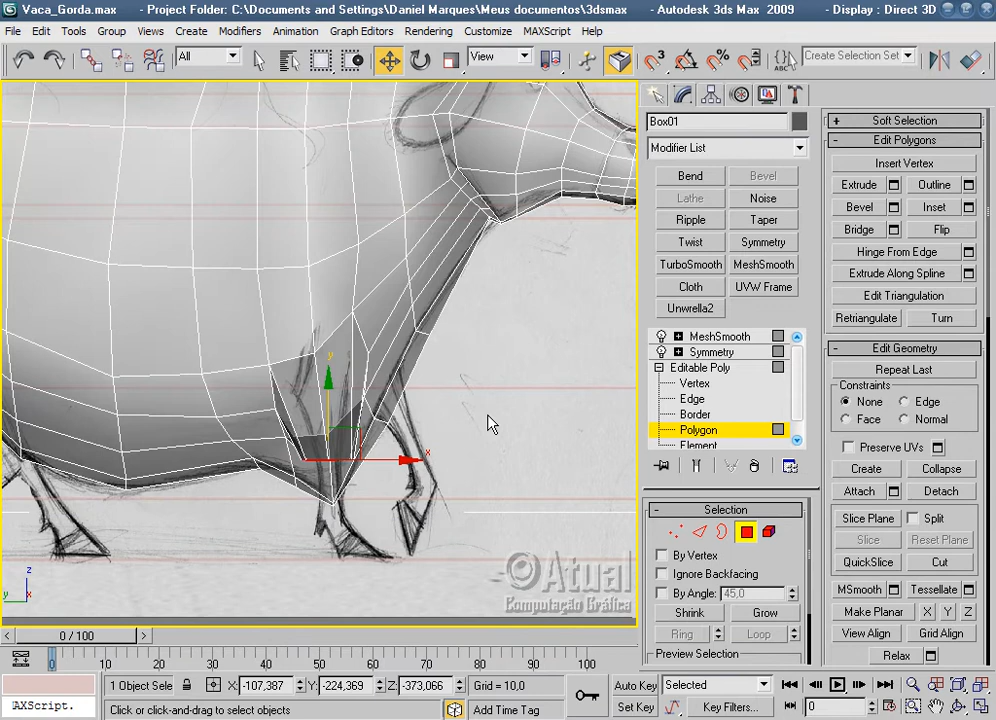 Vaca_Gorda.max - Project Folder: C:\Documents and Settings\Daniel Marques\Meus documentos\3dsmax - Autodesk 3ds Max 2009 - Display : Direct 3D
File Edit Tools Group Views Create Modifiers Animation Graph Editors Rendering Customize MAXScript Help
All View Create Selection Set
Box01
Modifier List
Bend Bevel
Lathe Noise
Ripple Taper
Twist Symmetry
TurboSmooth MeshSmooth
Cloth UVW Frame
Unwrella2
MeshSmooth
Symmetry
Editable Poly
Vertex
Edge
Border
Polygon
Element
Selection
By Vertex
Ignore Backfacing
By Angle: 45,0
Shrink Grow
Ring Loop
Preview Selection
Soft Selection
Edit Polygons
Insert Vertex
Extrude Outline
Bevel Inset
Bridge Flip
Hinge From Edge
Extrude Along Spline
Edit Triangulation
Retriangulate Turn
Edit Geometry
Repeat Last
Constraints
None Edge
Face Normal
Preserve UVs
Create Collapse
Attach Detach
Slice Plane Split
Slice Reset Plane
QuickSlice Cut
MSmooth Tessellate
Make Planar X Y Z
View Align Grid Align
Relax
y
x
z
y
x
Atual
Computação Gráfica
0 / 100
0 10 20 30 40 50 60 70 80 90 100
1 Object Sele X: -107,387 Y: -224,369 Z: -373,066 Grid = 10,0 Auto Key Selected
AXScript. Click or click-and-drag to select objects Add Time Tag Set Key Key Filters... 0